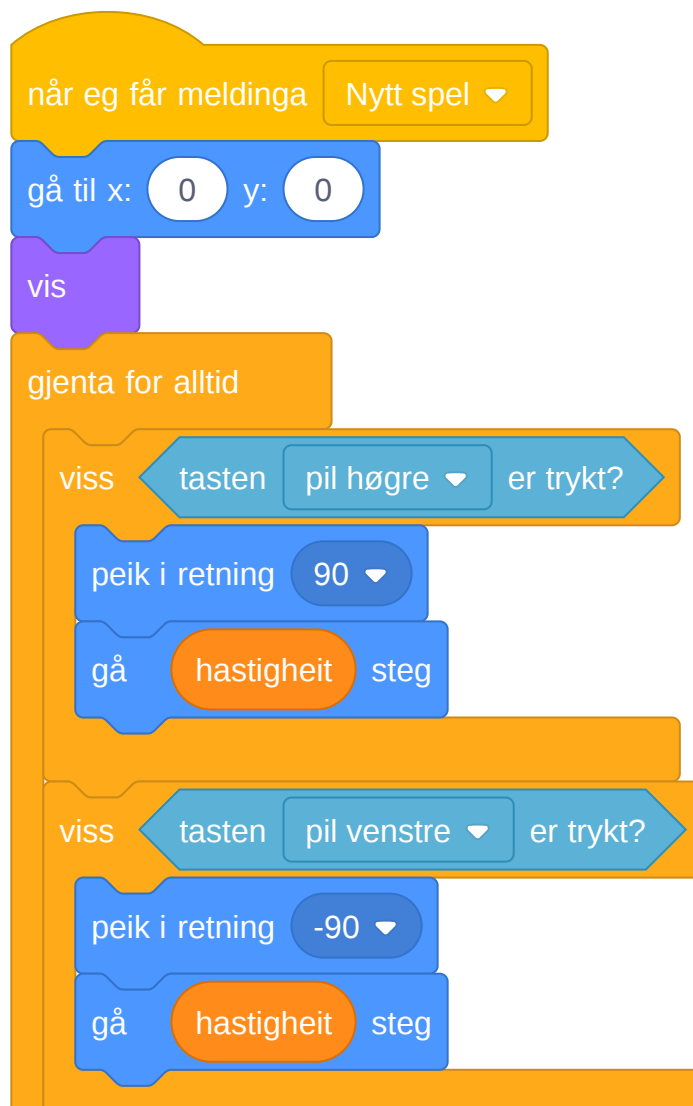 når eg får meldinga Nytt spel
gå til x: 0 y: 0
vis
gjenta for alltid
viss tasten pil høgre er trykt?
peik i retning 90
gå hastigheit steg
viss tasten pil venstre er trykt?
peik i retning -90
gå hastigheit steg